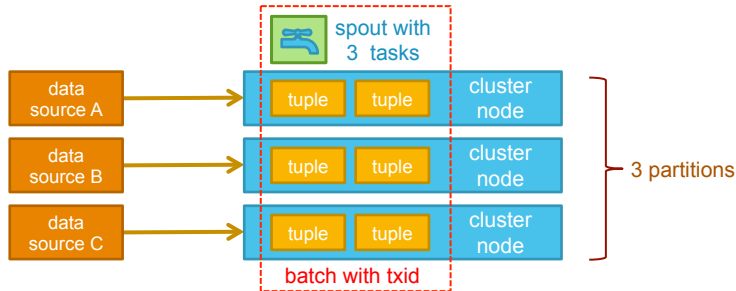 spout with
3 tasks
data
source A
tuple
tuple
cluster
node
data
source B
tuple
tuple
cluster
node
3 partitions
data
source C
tuple
tuple
cluster
node
batch with txid